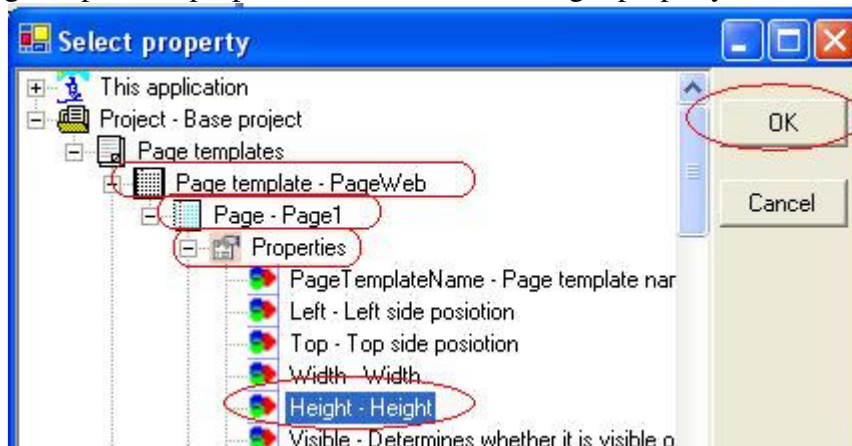 Select property
This application
OK
Project - Base project
Page templates
Page template - PageWeb
Cancel
Page - Page1
Properties
PageTemplateName - Page template nar
Left - Left side posiotion
Top - Top side posiotion
Width - Width
Height - Height
Visible - Determines whether it is visible o